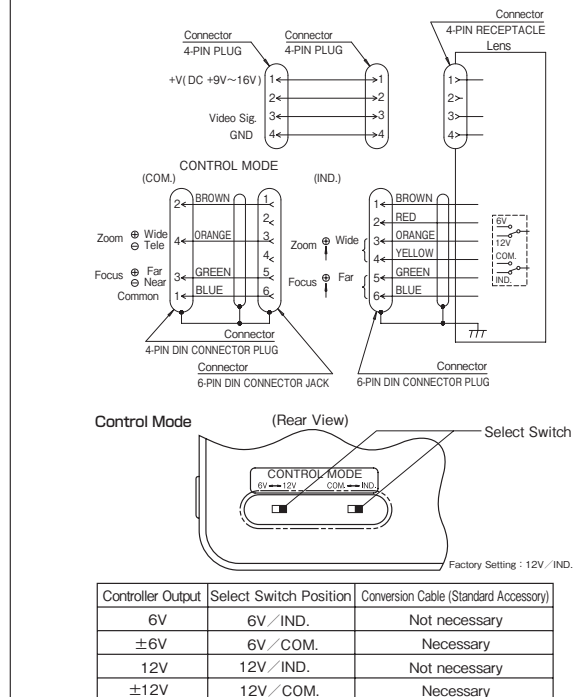 Connector
4-PIN RECEPTACLE
Lens
Connector
4-PIN PLUG
Connector
4-PIN PLUG
+V(DC +9V～16V) 1 1 1
2 2 2
Video Sig. 3 3 3
GND 4 4 4
CONTROL MODE
(COM.)
(IND.)
2 BROWN 1
2
Zoom ⊕ Wide
⊖ Tele
4 ORANGE 3
4
Focus ⊕ Far
⊖ Near
3 GREEN 5
Common 1 BLUE 6
1 BROWN
2 RED
Zoom ⊕ Wide 3 ORANGE
4 YELLOW
Focus ⊕ Far 5 GREEN
6 BLUE
6V
12V
COM.
IND.
Connector
4-PIN DIN CONNECTOR PLUG
Connector
6-PIN DIN CONNECTOR JACK
Connector
6-PIN DIN CONNECTOR PLUG
Control Mode
(Rear View)
Select Switch
CONTROL MODE
6V 12V COM. IND.
Factory Setting：12V／IND.
Controller Output Select Switch Position Conversion Cable (Standard Accessory)
6V 6V／IND. Not necessary
±6V 6V／COM. Necessary
12V 12V／IND. Not necessary
±12V 12V／COM. Necessary